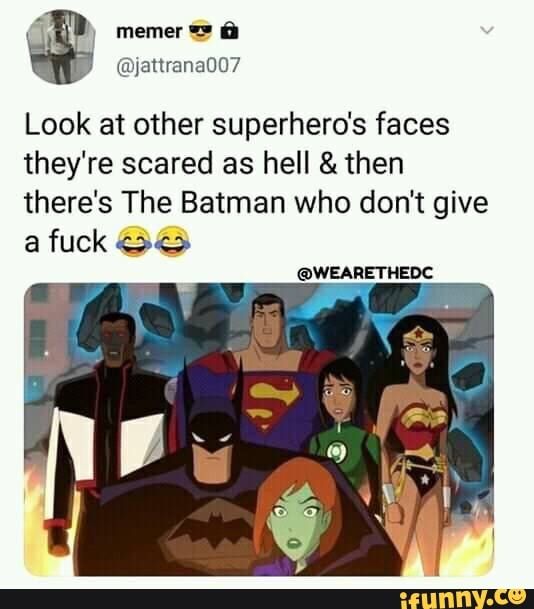 memer 😎 🔒
@jattrana007
Look at other superhero's faces
they're scared as hell & then
there's The Batman who don't give
a fuck 😂😂
@WEARETHEDC
ifunny.co